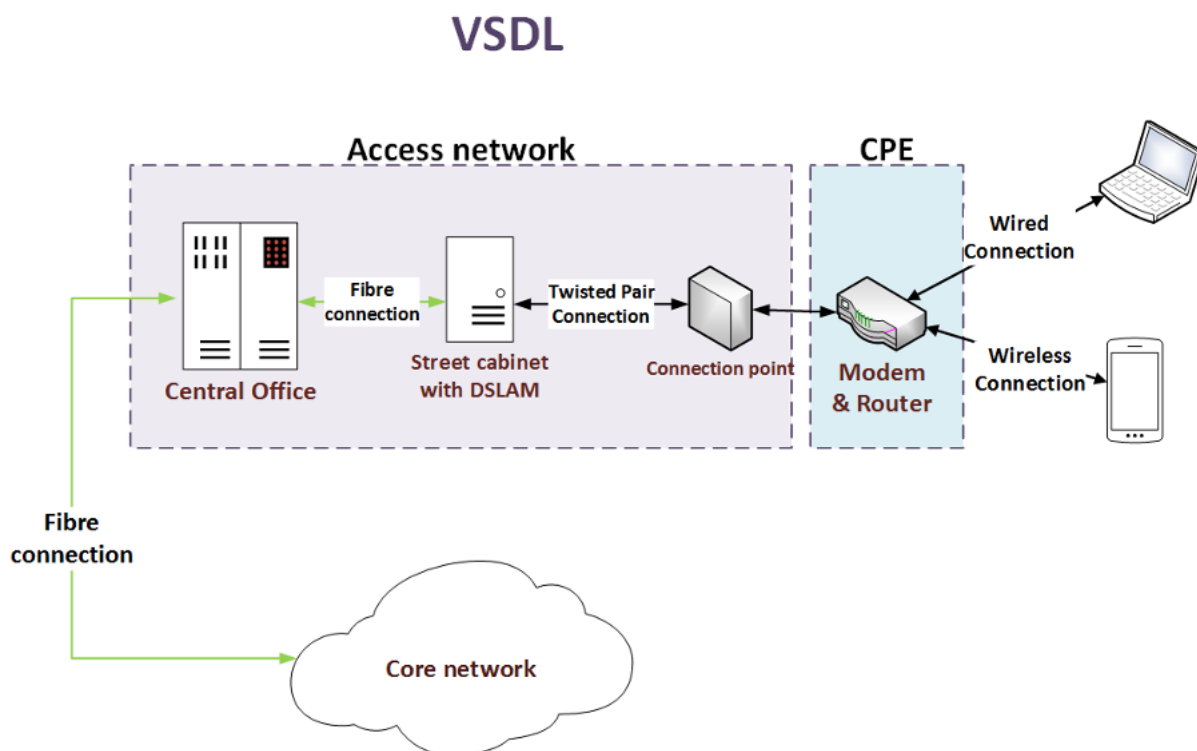 VSDL
Access network
CPE
Wired
Connection
Fibre
connection
Twisted Pair
Connection
Central Office
Street cabinet
with DSLAM
Connection point
Modem
& Router
Wireless
Connection
Fibre
connection
Core network